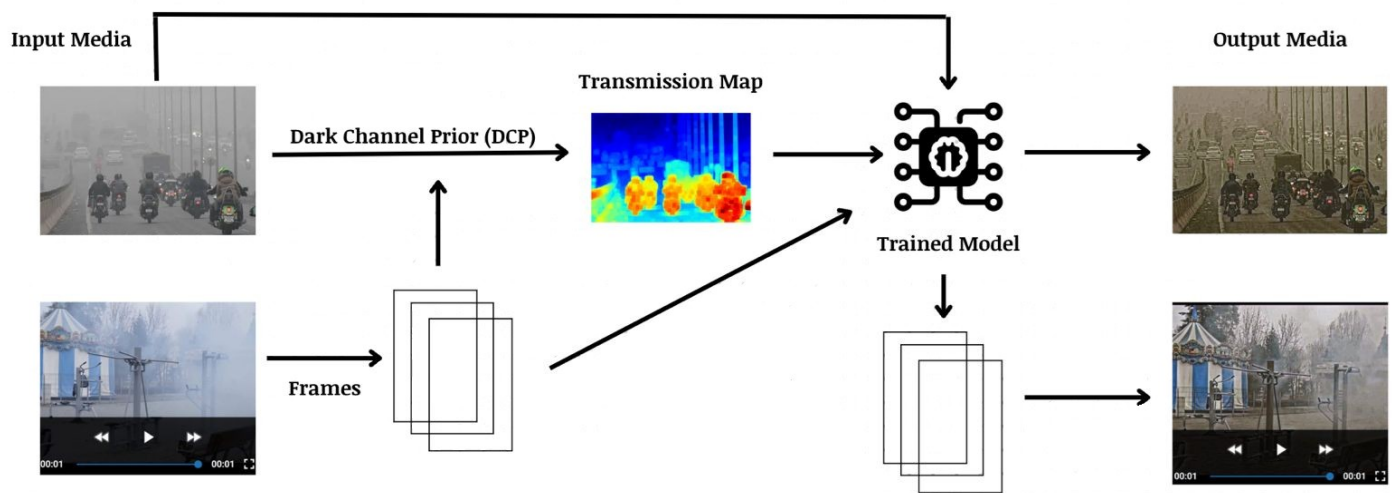 Input Media
Output Media
Transmission Map
Dark Channel Prior (DCP)
Trained Model
Frames
00:01
00:01
00:01
00:01